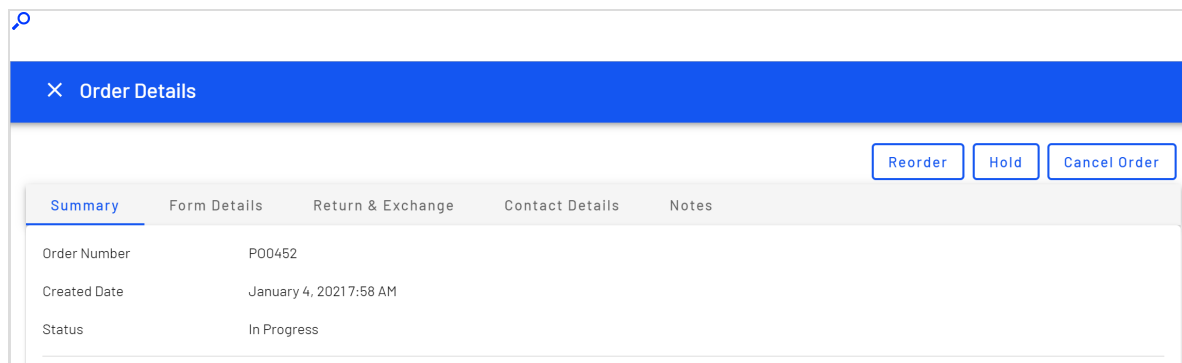 Order Details
Reorder Hold Cancel Order
Summary Form Details Return & Exchange Contact Details Notes
Order Number PO0452
Created Date January 4, 2021 7:58 AM
Status In Progress